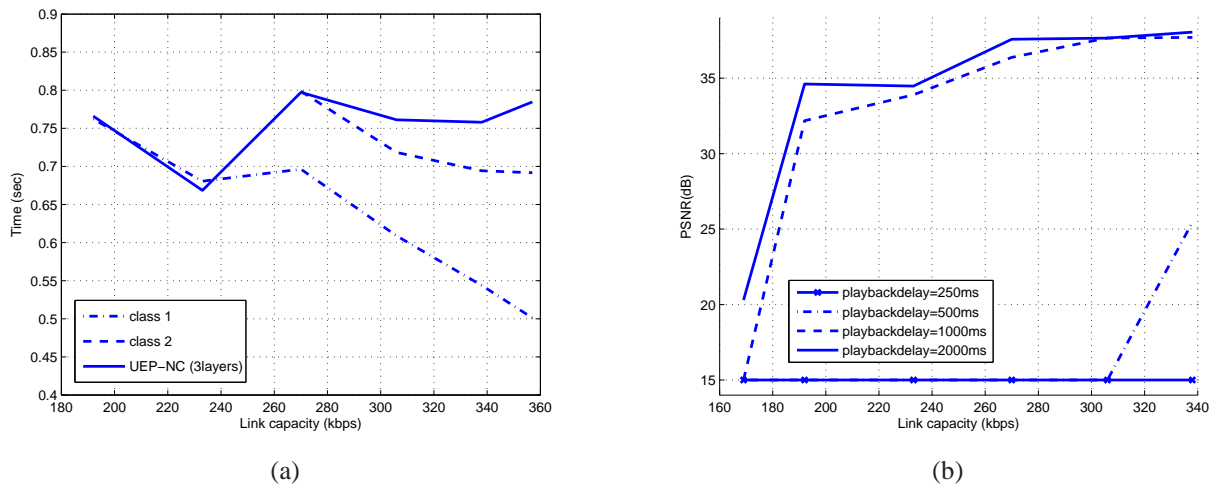 0.9
0.85
0.8
0.75
0.7
0.65
0.6
0.55
0.5
0.45
0.4
Time (sec)
class 1
class 2
UEP−NC (3layers)
180 200 220 240 260 280 300 320 340 360
Link capacity (kbps)
(a)
35
30
25
20
15
PSNR(dB)
playbackdelay=250ms
playbackdelay=500ms
playbackdelay=1000ms
playbackdelay=2000ms
160 180 200 220 240 260 280 300 320 340
Link capacity (kbps)
(b)